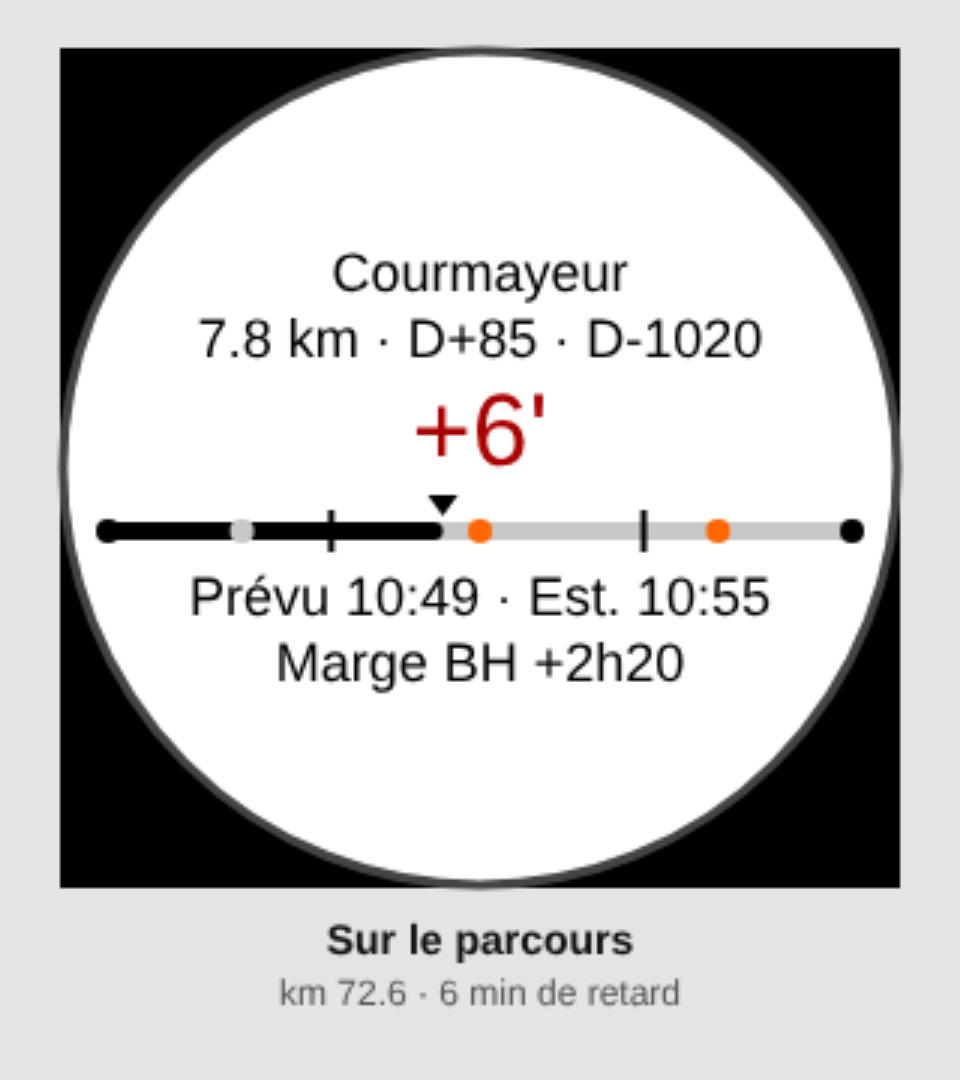 Courmayeur
7.8 km · D+85 · D-1020
+6'
Prévu 10:49 · Est. 10:55
Marge BH +2h20
Sur le parcours
km 72.6 · 6 min de retard